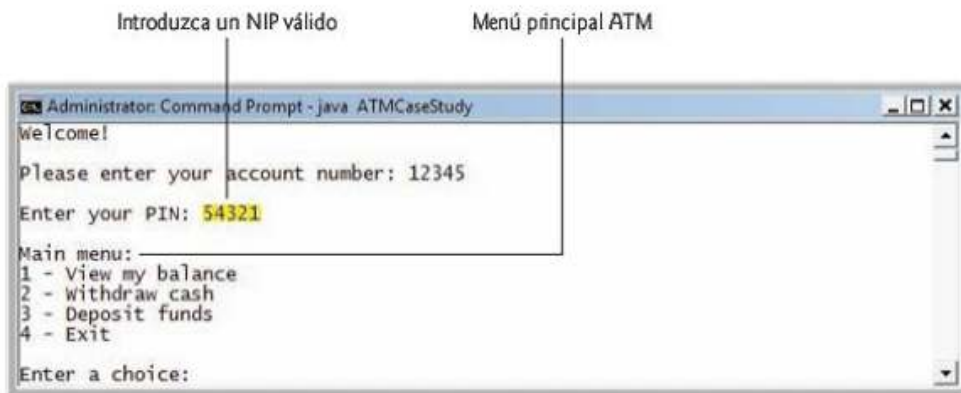 Introduzca un NIP válido
Menú principal ATM
Administrator: Command Prompt - java ATMCaseStudy
Welcome!
Please enter your account number: 12345
Enter your PIN: 54321
Main menu:
1 - View my balance
2 - Withdraw cash
3 - Deposit funds
4 - Exit
Enter a choice: